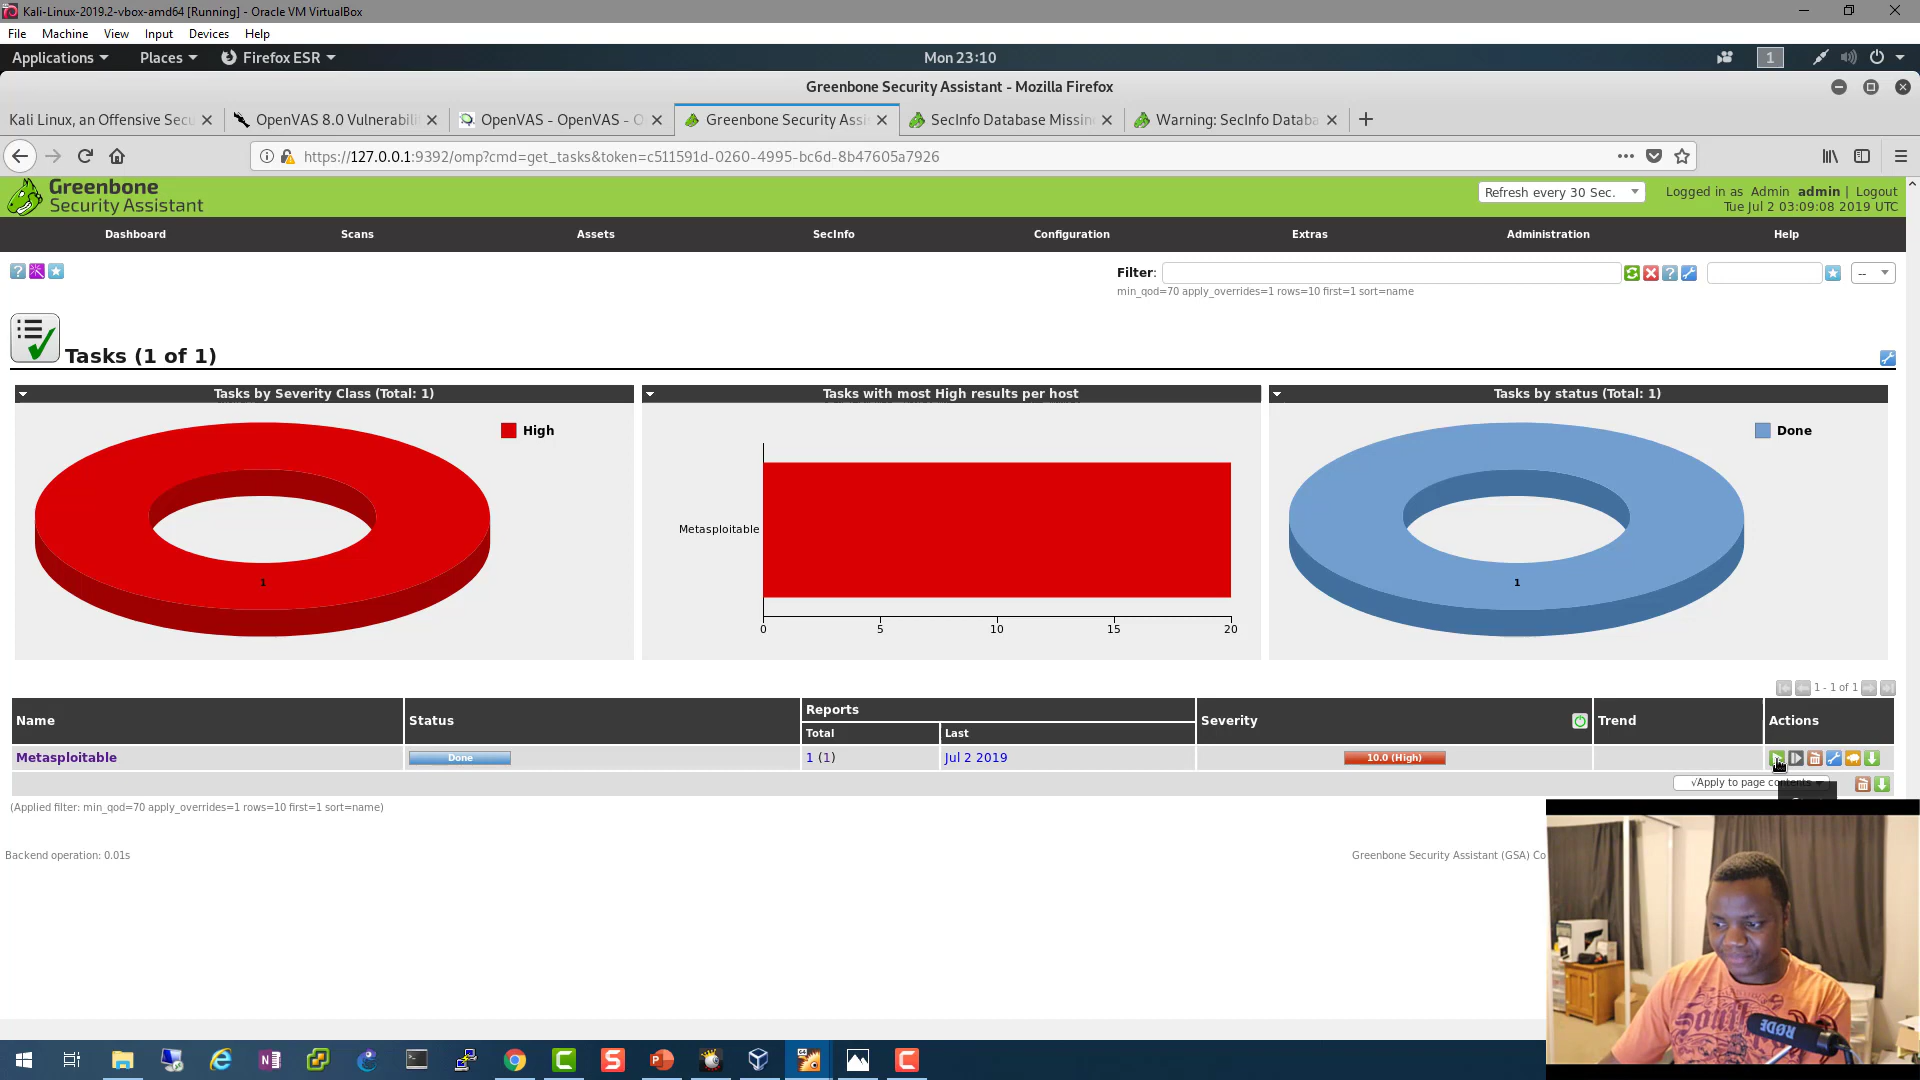 Kali-Linux-2019.2-vbox-amd64 [Running] - Oracle VM VirtualBox
File Machine View Input Devices Help
Applications Places Firefox ESR Mon 23:10 1
Greenbone Security Assistant - Mozilla Firefox
Kali Linux, an Offensive Secu OpenVAS 8.0 Vulnerabili OpenVAS - OpenVAS - O Greenbone Security Assis SecInfo Database Missin Warning: SecInfo Databa
https://127.0.0.1:9392/omp?cmd=get_tasks&token=c511591d-0260-4995-bc6d-8b47605a7926
Greenbone
Security Assistant
Refresh every 30 Sec. Logged in as Admin admin | Logout
Tue Jul 2 03:09:08 2019 UTC
Dashboard Scans Assets SecInfo Configuration Extras Administration Help
Filter: --
min_qod=70 apply_overrides=1 rows=10 first=1 sort=name
Tasks (1 of 1)
Tasks by Severity Class (Total: 1) Tasks with most High results per host Tasks by status (Total: 1)
High Done
Metasploitable
1 1
0 5 10 15 20
1 - 1 of 1
Name Status Reports Severity Trend Actions
Total Last
Metasploitable Done 1 (1) Jul 2 2019 10.0 (High)
√Apply to page contents
(Applied filter: min_qod=70 apply_overrides=1 rows=10 first=1 sort=name)
Backend operation: 0.01s Greenbone Security Assistant (GSA) Co
RØDE